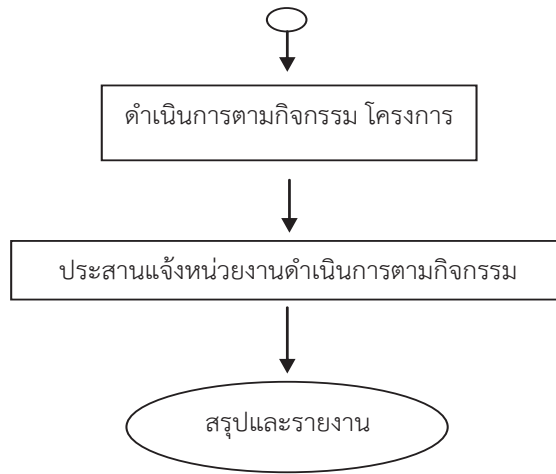 ดำเนินการตามกิจกรรม โครงการ
ประสานแจ้งหน่วยงานดำเนินการตามกิจกรรม
สรุปและรายงาน